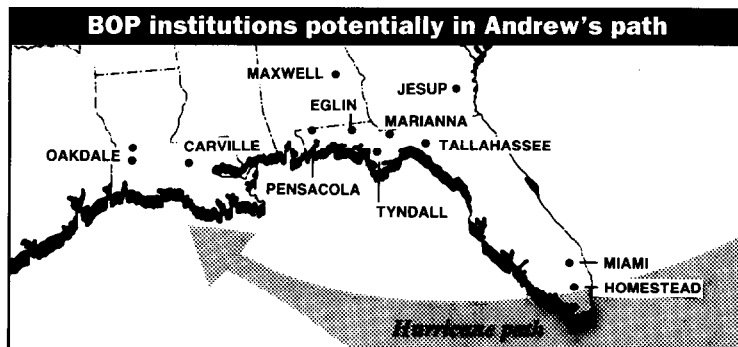 BOP institutions potentially in Andrew's path
MAXWELL
JESUP
EGLIN
MARIANNA
OAKDALE
CARVILLE
TALLAHASSEE
PENSACOLA
TYNDALL
MIAMI
HOMESTEAD
Hurricane path